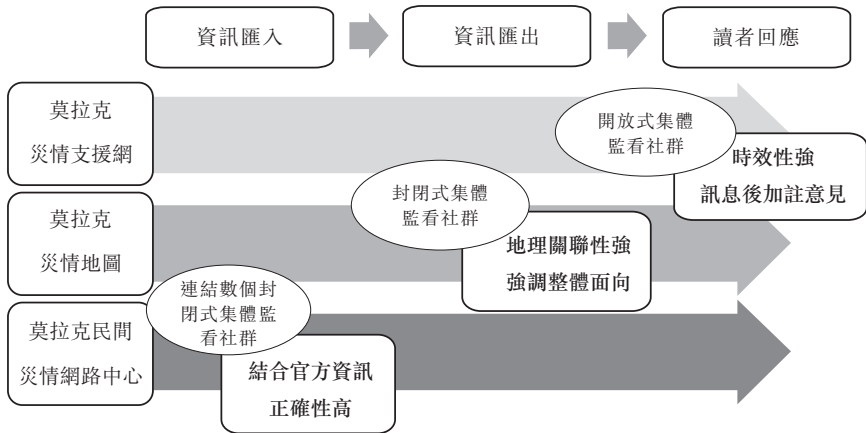 資訊匯入
資訊匯出
讀者回應
莫拉克
災情支援網
開放式集體
監看社群
時效性強
訊息後加註意見
莫拉克
災情地圖
封閉式集體
監看社群
地理關聯性強
強調整體面向
莫拉克民間
災情網路中心
連結數個封
閉式集體監
看社群
結合官方資訊
正確性高